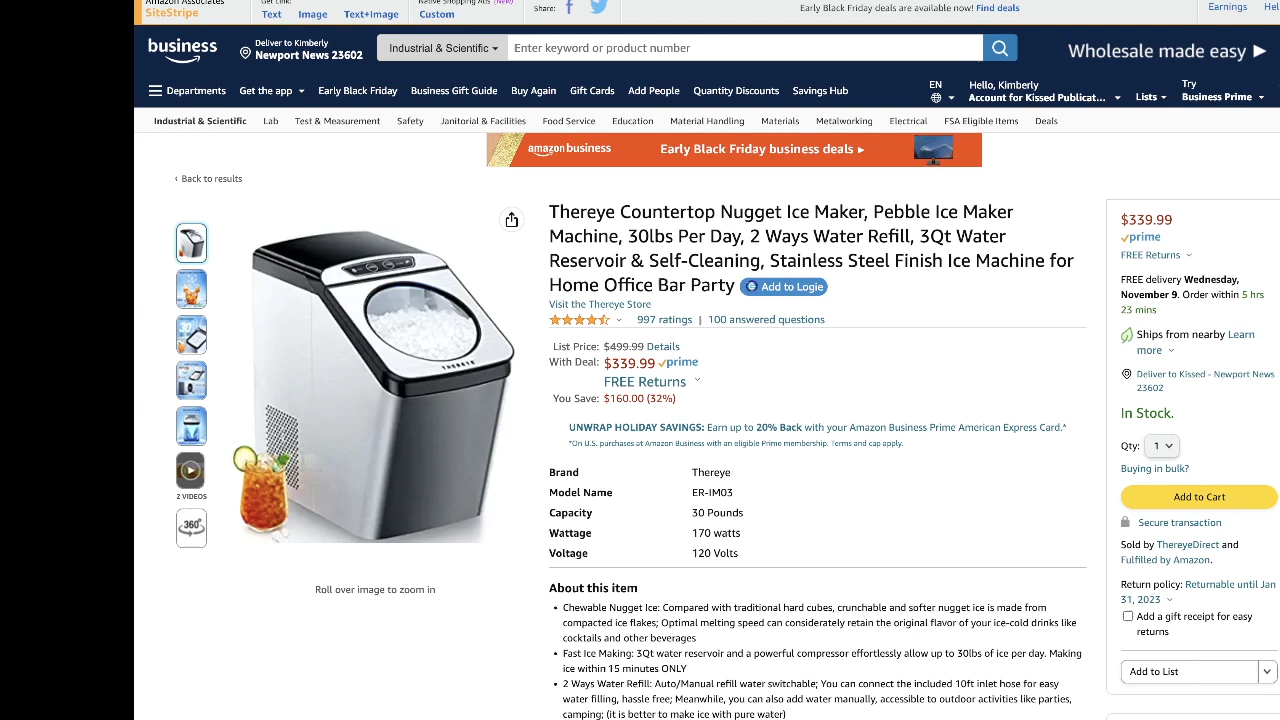 Amazon Associates
SiteStripe
Get Link:
Text Image Text+Image
Native Shopping Ads (New)
Custom
Share:
Early Black Friday deals are available now! Find deals
Earnings
business
Deliver to Kimberly
Newport News 23602
Industrial & Scientific
Enter keyword or product number
Wholesale made easy
Departments
Get the app
Early Black Friday
Business Gift Guide
Buy Again
Gift Cards
Add People
Quantity Discounts
Savings Hub
EN
Hello, Kimberly
Account for Kissed Publicat...
Lists
Try
Business Prime
Industrial & Scientific
Lab
Test & Measurement
Safety
Janitorial & Facilities
Food Service
Education
Material Handling
Materials
Metalworking
Electrical
FSA Eligible Items
Deals
amazon business
Early Black Friday business deals
‹ Back to results
Thereye Countertop Nugget Ice Maker, Pebble Ice Maker
Machine, 30lbs Per Day, 2 Ways Water Refill, 3Qt Water
Reservoir & Self-Cleaning, Stainless Steel Finish Ice Machine for
Home Office Bar Party Add to Logie
Visit the Thereye Store
997 ratings | 100 answered questions
List Price: $499.99 Details
With Deal: $339.99 prime
FREE Returns
You Save: $160.00 (32%)
UNWRAP HOLIDAY SAVINGS: Earn up to 20% Back with your Amazon Business Prime American Express Card.*
*On U.S. purchases at Amazon Business with an eligible Prime membership. Terms and cap apply.
Brand Thereye
Model Name ER-IM03
Capacity 30 Pounds
Wattage 170 watts
Voltage 120 Volts
THEREYE
30
2 VIDEOS
360°
Roll over image to zoom in
About this item
• Chewable Nugget Ice: Compared with traditional hard cubes, crunchable and softer nugget ice is made from
compacted ice flakes; Optimal melting speed can considerately retain the original flavor of your ice-cold drinks like
cocktails and other beverages
• Fast Ice Making: 3Qt water reservoir and a powerful compressor effortlessly allow up to 30lbs of ice per day. Making
ice within 15 minutes ONLY
• 2 Ways Water Refill: Auto/Manual refill water switchable; You can connect the included 10ft inlet hose for easy
water filling, hassle free; Meanwhile, you can also add water manually, accessible to outdoor activities like parties,
camping; (it is better to make ice with pure water)
$339.99
prime
FREE Returns
FREE delivery Wednesday,
November 9. Order within 5 hrs
23 mins
Ships from nearby Learn
more
Deliver to Kissed - Newport News
23602
In Stock.
Qty: 1
Buying in bulk?
Add to Cart
Secure transaction
Sold by ThereyeDirect and
Fulfilled by Amazon.
Return policy: Returnable until Jan
31, 2023
Add a gift receipt for easy
returns
Add to List